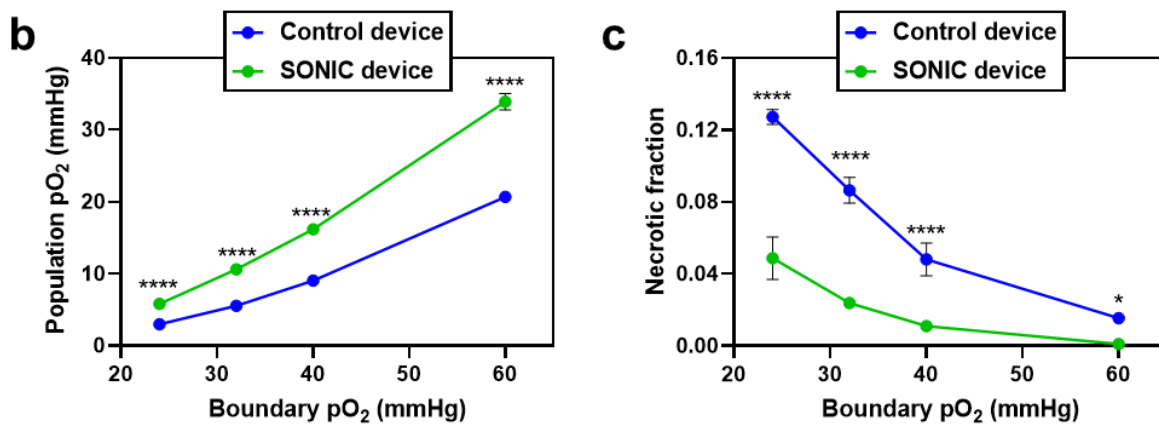 b
Control device
SONIC device
Population pO₂ (mmHg)
40
30
20
10
0
****
****
****
****
20
30
40
50
60
Boundary pO₂ (mmHg)
c
Control device
SONIC device
Necrotic fraction
0.16
0.12
0.08
0.04
0.00
****
****
****
*
20
30
40
50
60
Boundary pO₂ (mmHg)